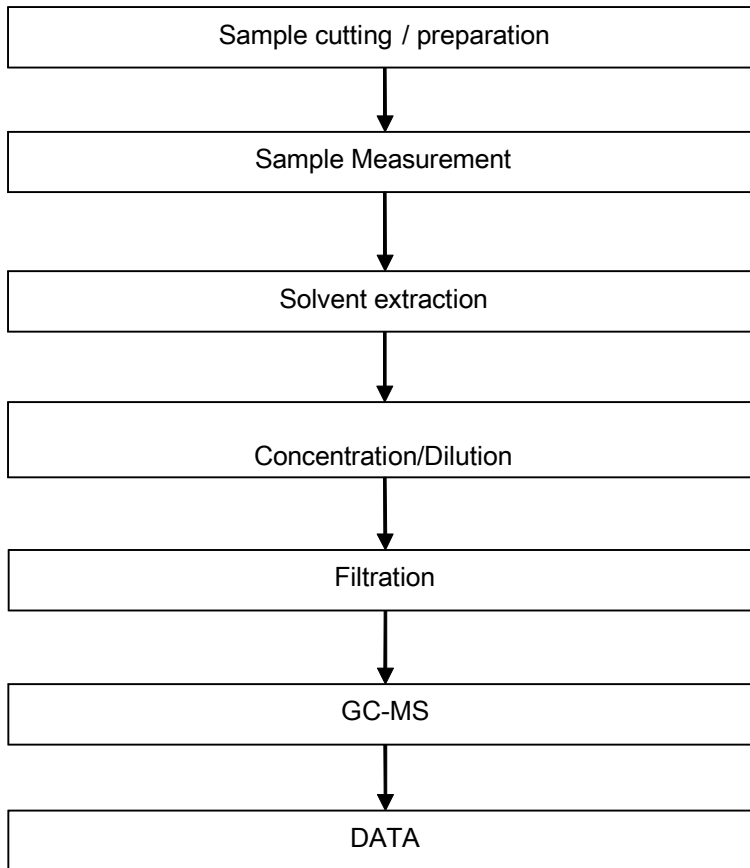 Sample cutting / preparation
Sample Measurement
Solvent extraction
Concentration/Dilution
Filtration
GC-MS
DATA